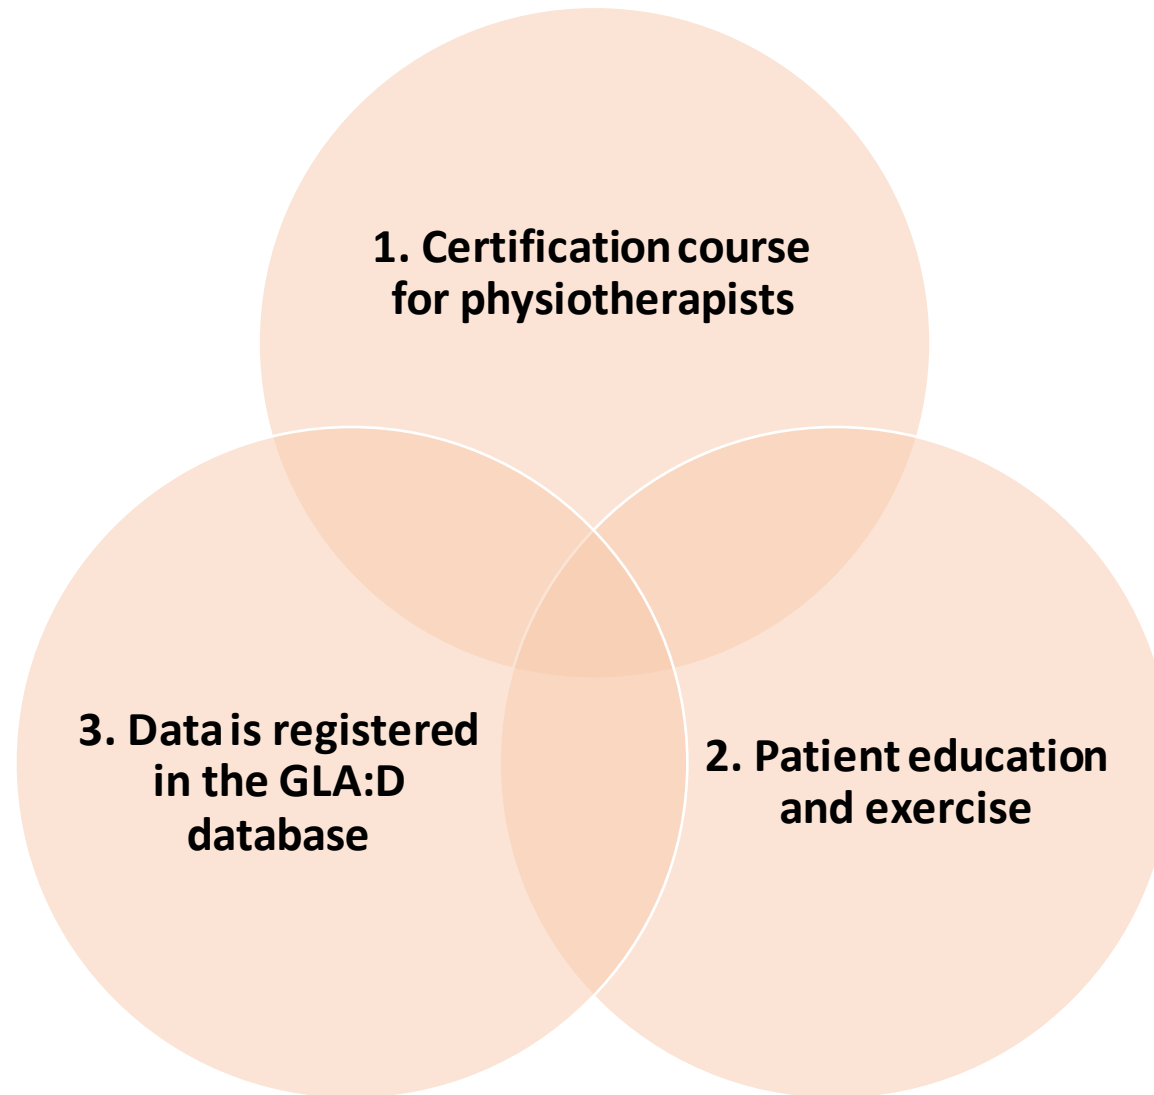 1. Certification course
for physiotherapists
3. Data is registered
in the GLA:D
database
2. Patient education
and exercise